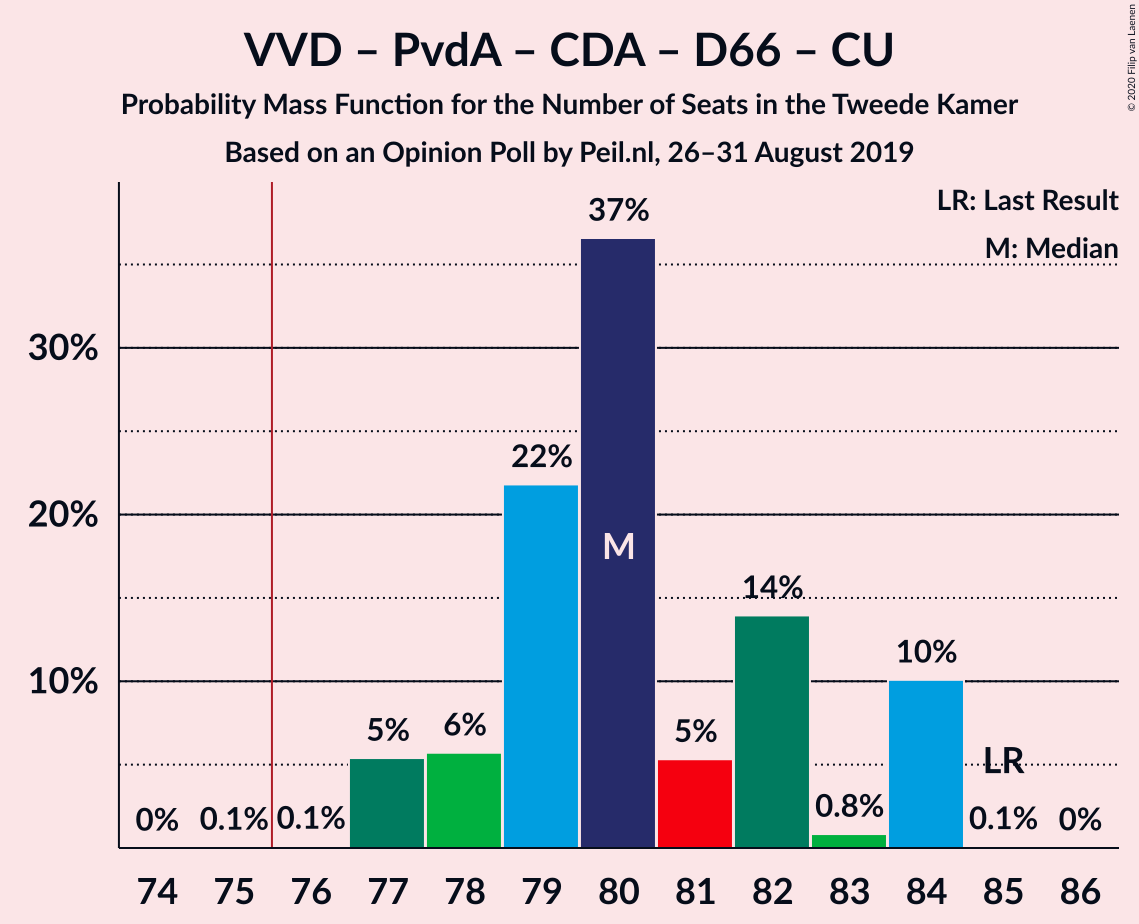 VVD – PvdA – CDA – D66 – CU
Probability Mass Function for the Number of Seats in the Tweede Kamer
Based on an Opinion Poll by Peil.nl, 26–31 August 2019
© 2020 Filip van Laenen
LR: Last Result
M: Median
37%
30%
22%
20%
M
14%
10%
10%
5%
6%
5%
LR
0%
0.1%
0.1%
0.8%
0.1%
0%
74 75 76 77 78 79 80 81 82 83 84 85 86